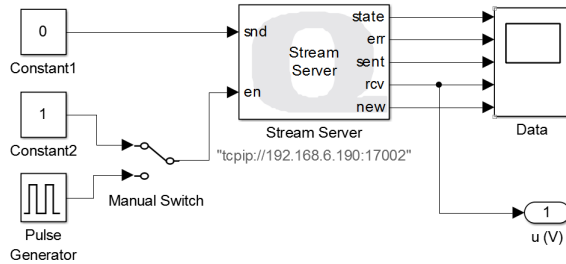 0
Constant1
1
Constant2
Pulse
Generator
Manual Switch
snd
en
Stream
Server
state
err
sent
rcv
new
Stream Server
"tcpip://192.168.6.190:17002"
Data
1
u (V)